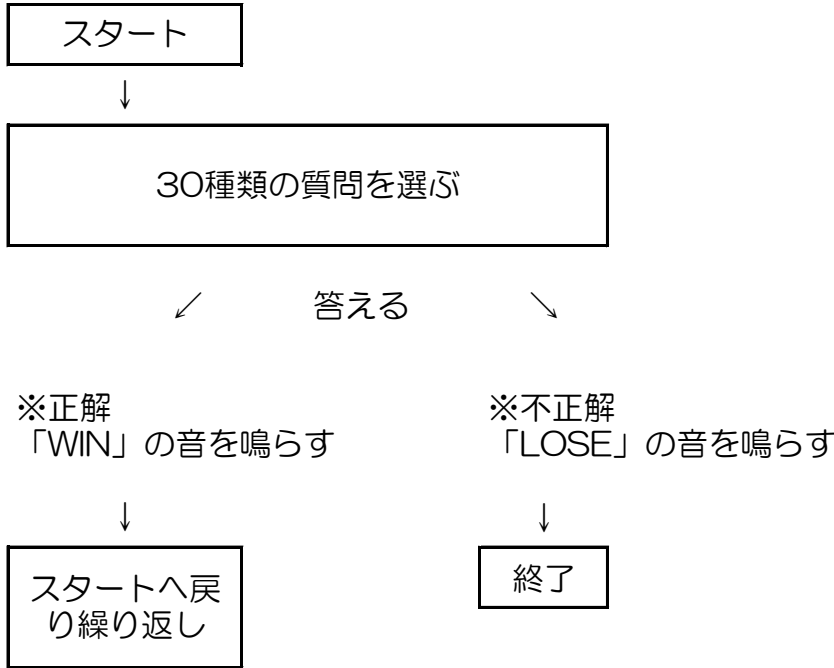 スタート
↓
30種類の質問を選ぶ
↙ 答える ↘
※正解
「WIN」の音を鳴らす
※不正解
「LOSE」の音を鳴らす
↓ ↓
スタートへ戻
り繰り返し
終了